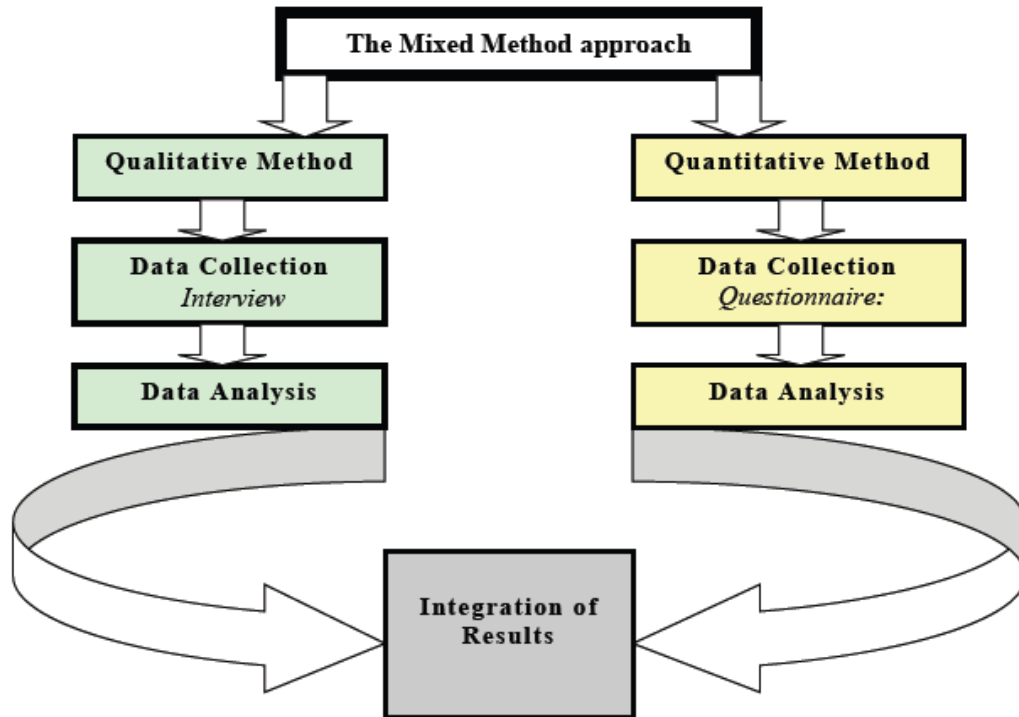 The Mixed Method approach
Qualitative Method
Data Collection
Interview
Data Analysis
Quantitative Method
Data Collection
Questionnaire:
Data Analysis
Integration of
Results